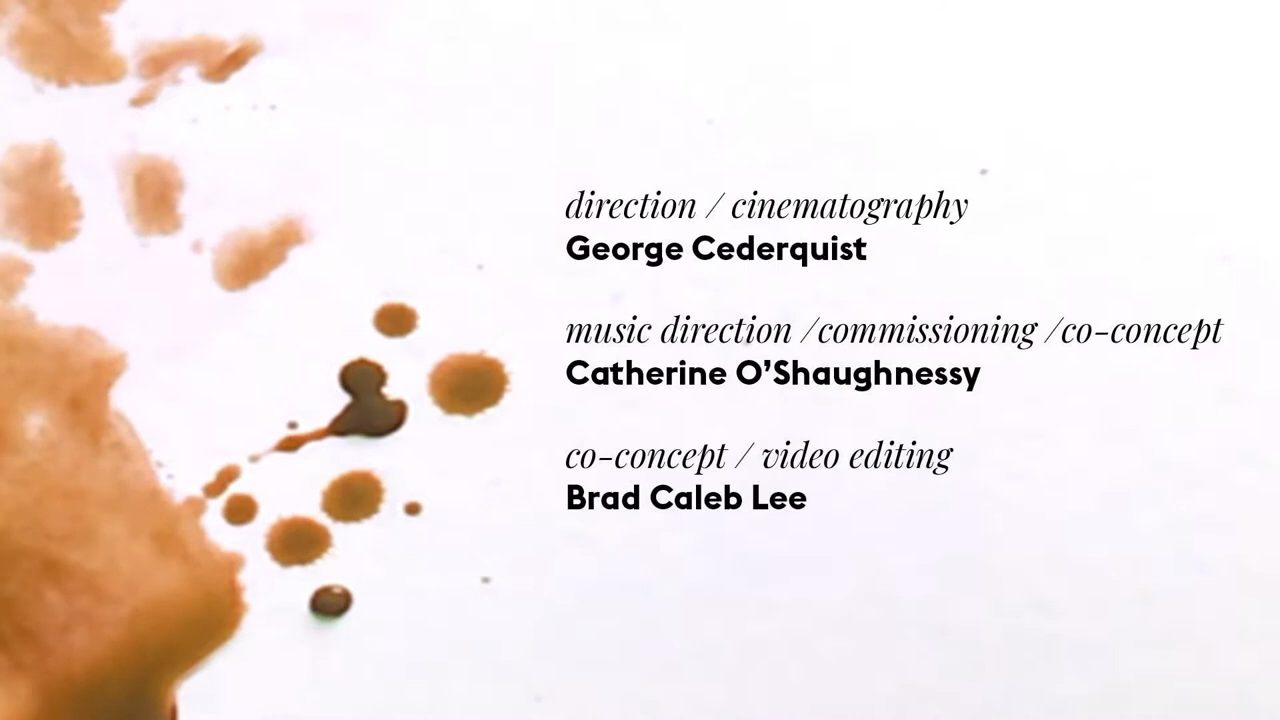 direction / cinematography
George Cederquist
music direction /commissioning /co-concept
Catherine O’Shaughnessy
co-concept / video editing
Brad Caleb Lee